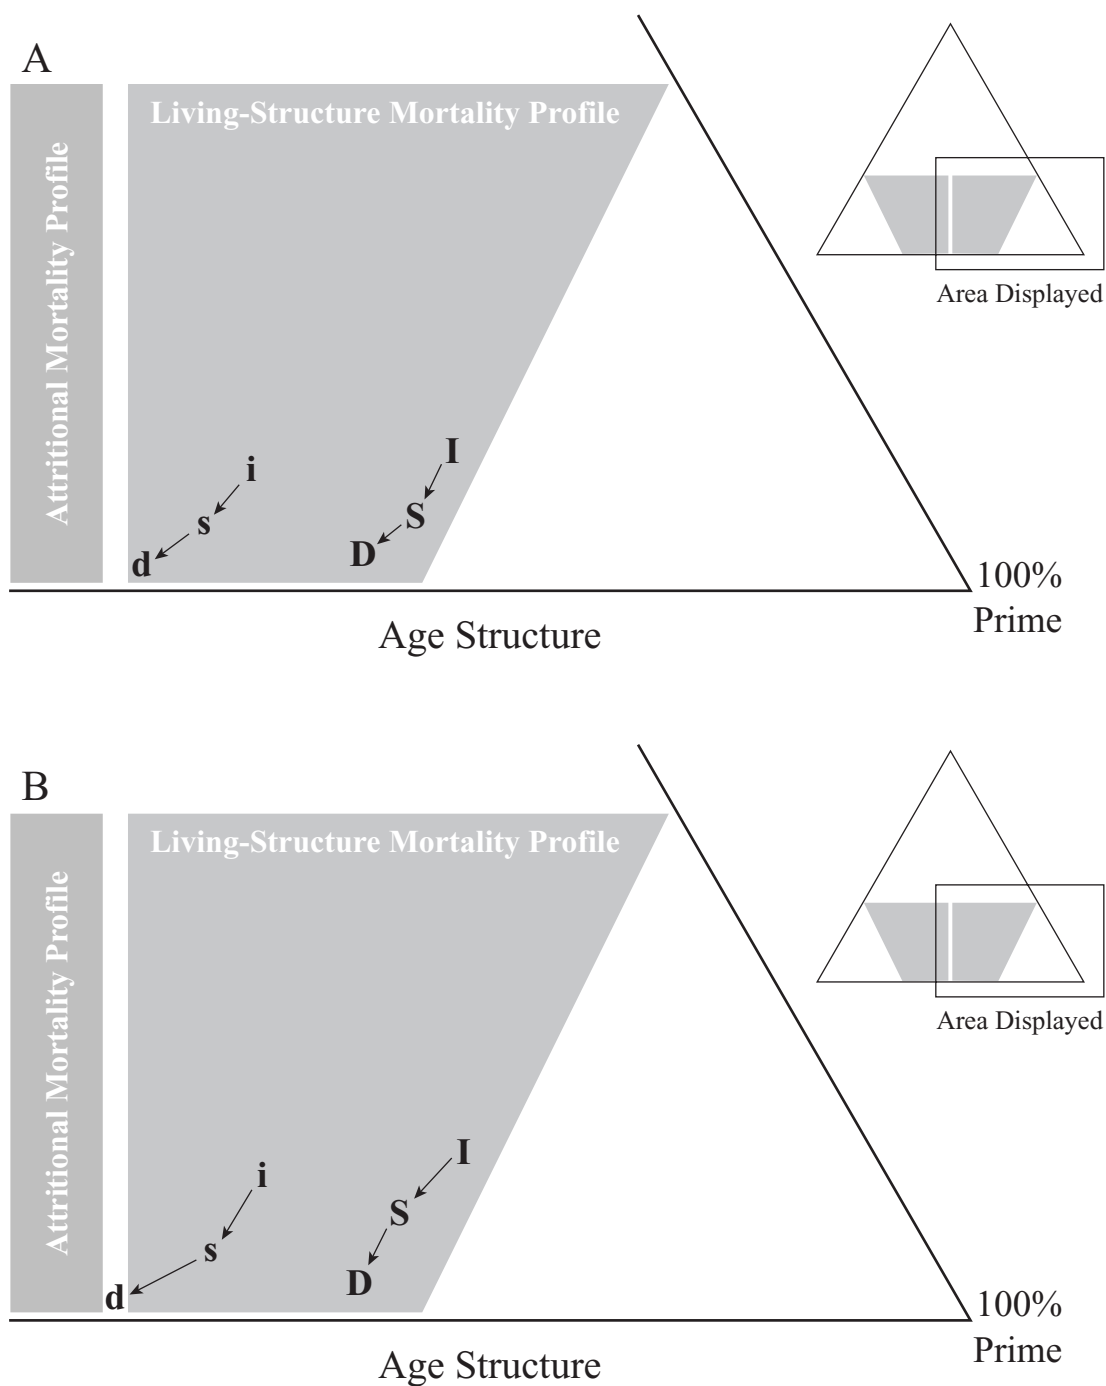 A
Living-Structure Mortality Profile
Attritional Mortality Profile
Area Displayed
i
I
s
S
d
D
100%
Prime
Age Structure
B
Living-Structure Mortality Profile
Attritional Mortality Profile
Area Displayed
i
I
s
S
d
D
100%
Prime
Age Structure